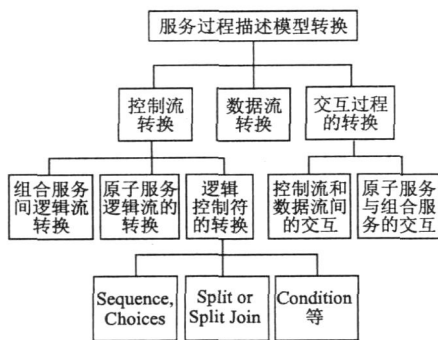 服务过程描述模型转换
控制流
转换
数据流
转换
交互过程
的转换
组合服务
间逻辑流
转换
原子服务
逻辑流的
转换
逻辑
控制符
的转换
控制流和
数据流间
的交互
原子服务
与组合服
务的交互
Sequence,
Choices
Split or
Split Join
Condition
等